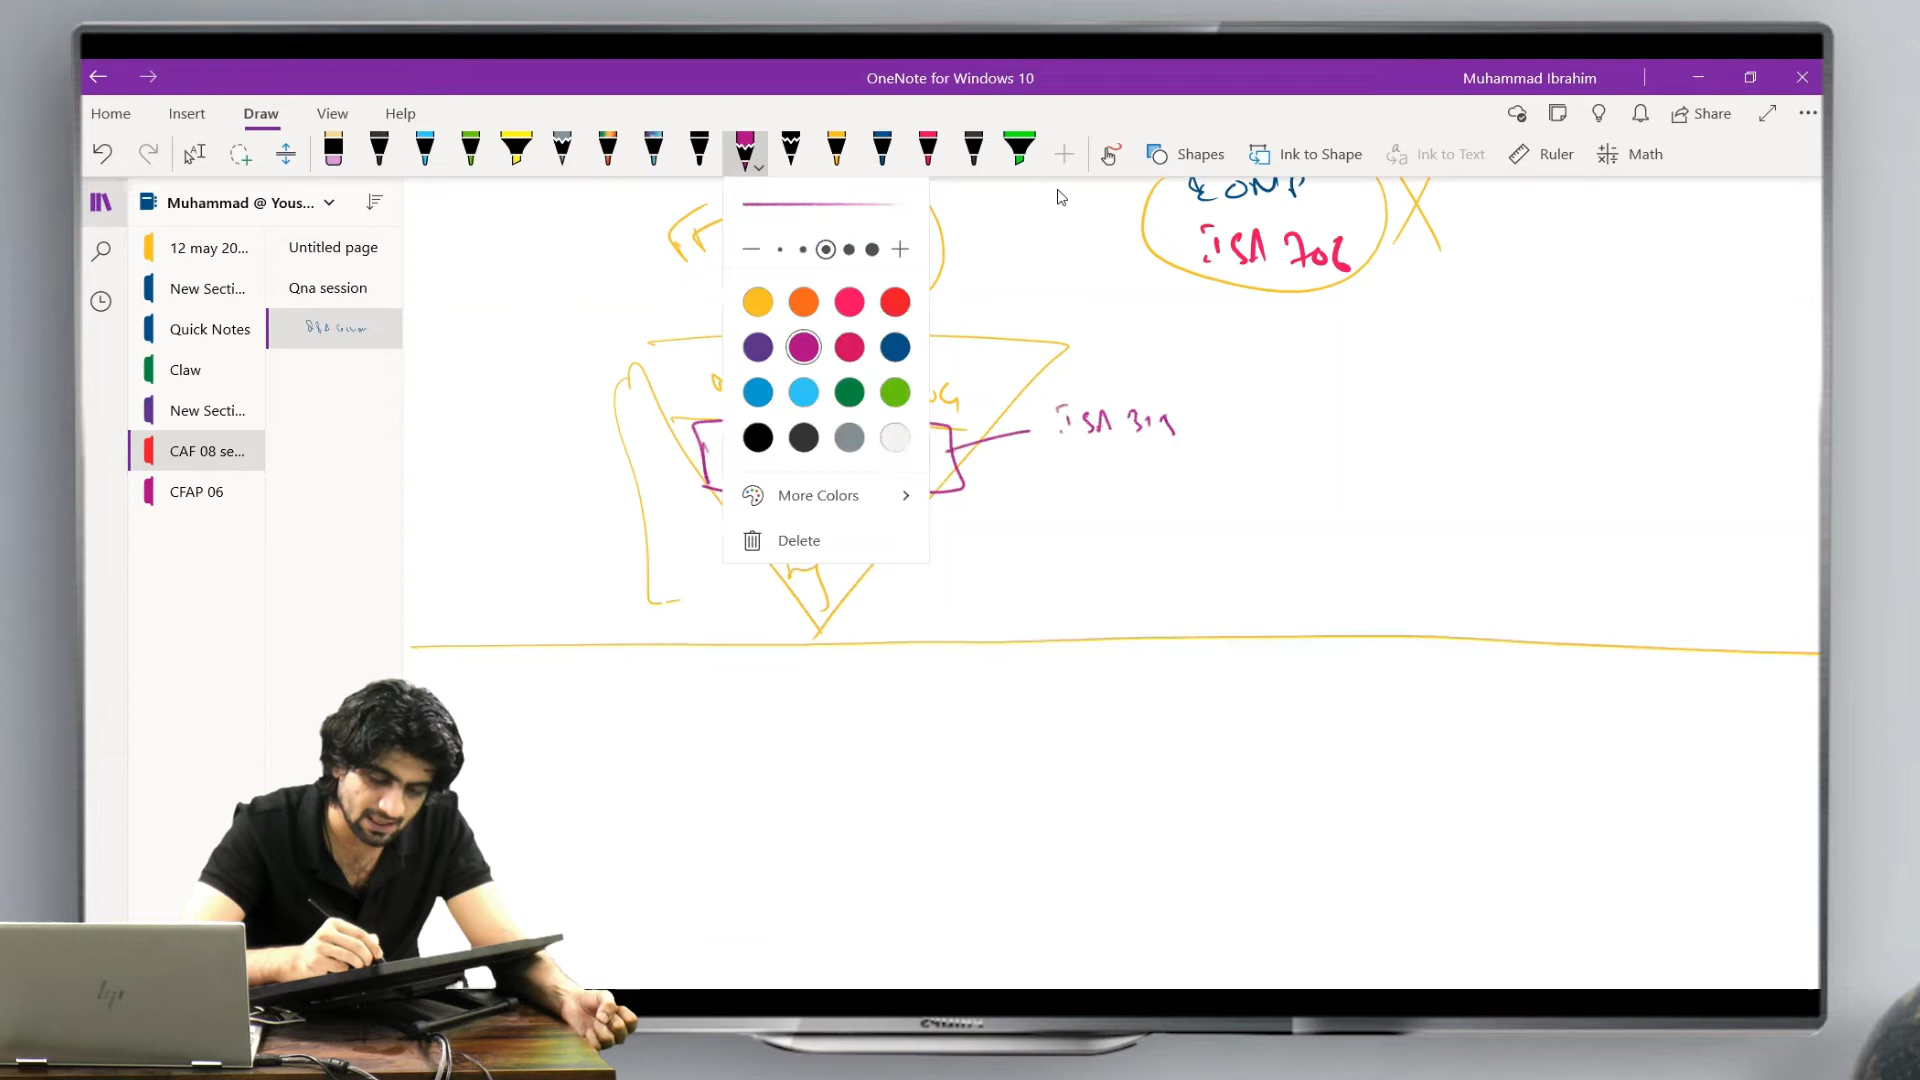 OneNote for Windows 10
Muhammad Ibrahim
Home Insert Draw View Help
Share
Shapes
Ink to Shape
Ink to Text
Ruler
Math
Muhammad @ Yous...
12 may 20...
New Secti...
Quick Notes
Claw
New Secti...
CAF 08 se...
CFAP 06
Untitled page
Qna session
More Colors
Delete
ISA 706
ISA 319
hp